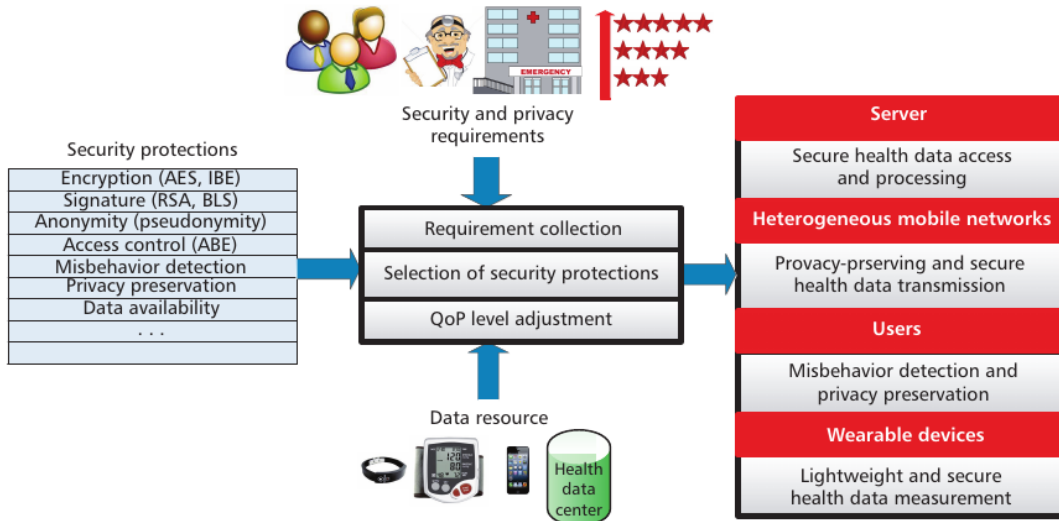 EMERGENCY
Security and privacy
requirements
Security protections
Encryption (AES, IBE)
Signature (RSA, BLS)
Anonymity (pseudonymity)
Access control (ABE)
Misbehavior detection
Privacy preservation
Data availability
. . .
Requirement collection
Selection of security protections
QoP level adjustment
Data resource
120
80
Health
data
center
Server
Secure health data access
and processing
Heterogeneous mobile networks
Provacy-prserving and secure
health data transmission
Users
Misbehavior detection and
privacy preservation
Wearable devices
Lightweight and secure
health data measurement